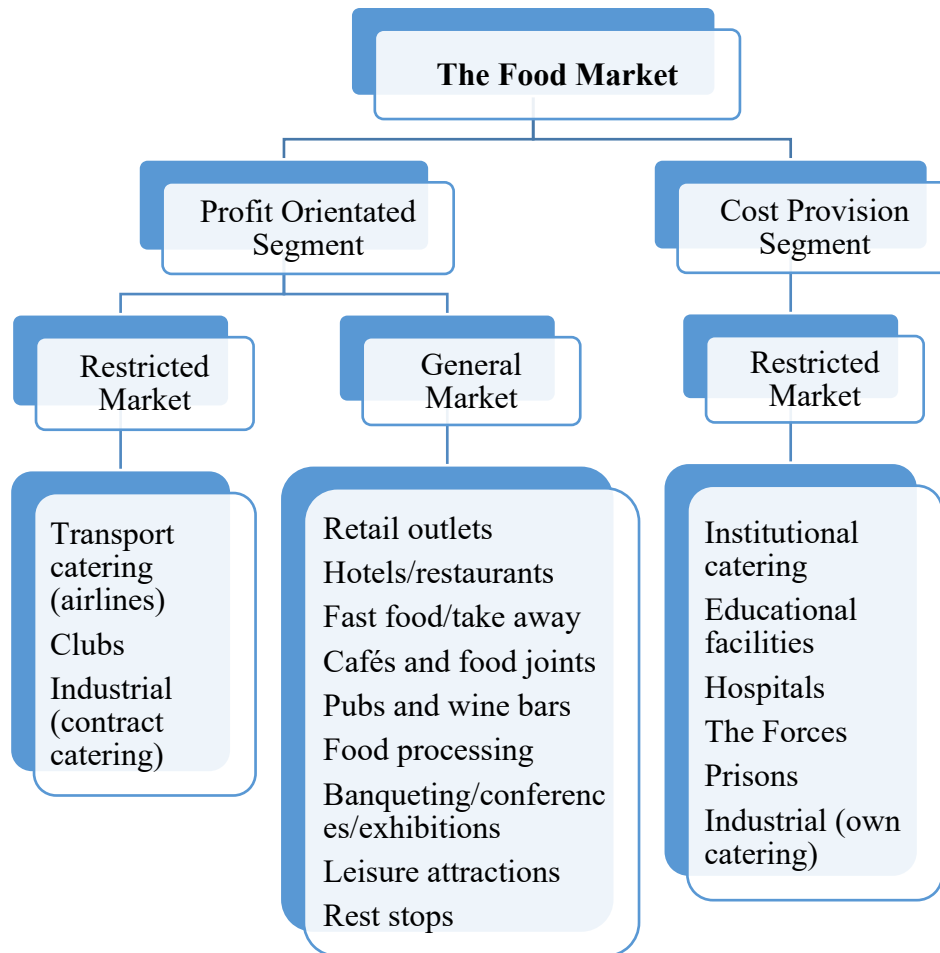 The Food Market
Profit Orientated
Segment
Cost Provision
Segment
Restricted
Market
General
Market
Restricted
Market
Transport
catering
(airlines)
Clubs
Industrial
(contract
catering)
Retail outlets
Hotels/restaurants
Fast food/take away
Cafés and food joints
Pubs and wine bars
Food processing
Banqueting/conferenc
es/exhibitions
Leisure attractions
Rest stops
Institutional
catering
Educational
facilities
Hospitals
The Forces
Prisons
Industrial (own
catering)